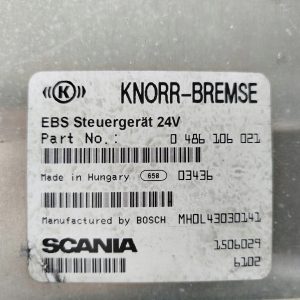 K KNORR-BREMSE
EBS Steuergerät 24V
Part No.: 0 486 106 021
Made in Hungary 658 03436
Manufactured by BOSCH MHDL43030141
SCANIA 1506029
6102